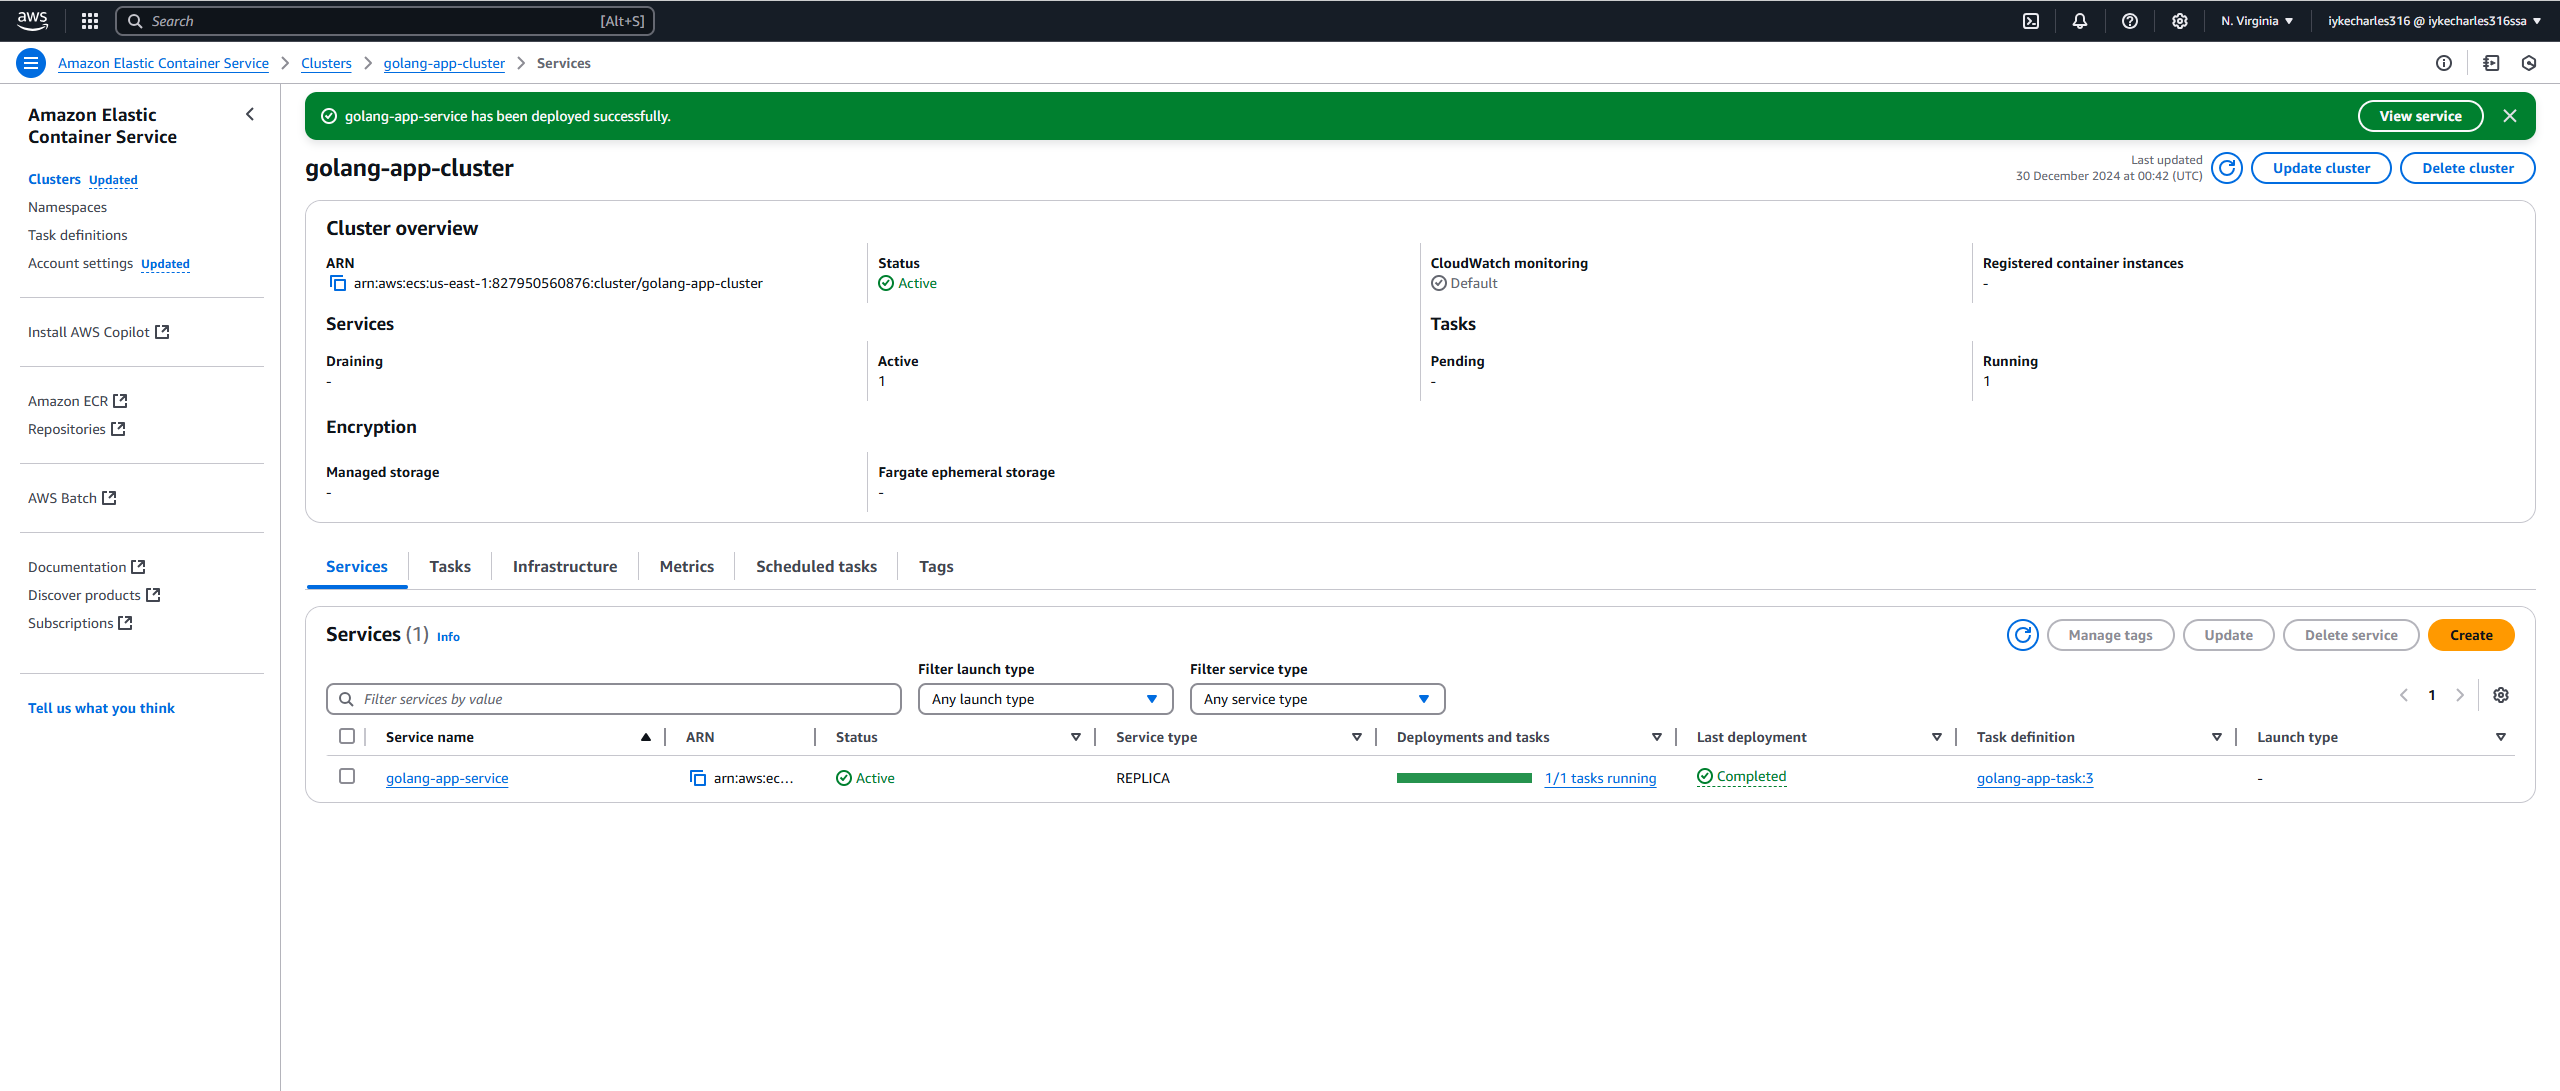 aws
Search [Alt+S]
N. Virginia
iykecharles316 @ iykecharles316ssa
Amazon Elastic Container Service
Clusters
golang-app-cluster
Services
Amazon Elastic
Container Service
Clusters Updated
Namespaces
Task definitions
Account settings Updated
Install AWS Copilot
Amazon ECR
Repositories
AWS Batch
Documentation
Discover products
Subscriptions
Tell us what you think
golang-app-service has been deployed successfully.
View service
golang-app-cluster
Last updated
30 December 2024 at 00:42 (UTC)
Update cluster
Delete cluster
Cluster overview
ARN
arn:aws:ecs:us-east-1:827950560876:cluster/golang-app-cluster
Status
Active
CloudWatch monitoring
Default
Registered container instances
-
Services
Tasks
Draining
-
Active
1
Pending
-
Running
1
Encryption
Managed storage
-
Fargate ephemeral storage
-
Services
Tasks
Infrastructure
Metrics
Scheduled tasks
Tags
Services (1) Info
Manage tags
Update
Delete service
Create
Filter launch type
Filter service type
Filter services by value
Any launch type
Any service type
1
Service name
ARN
Status
Service type
Deployments and tasks
Last deployment
Task definition
Launch type
golang-app-service
arn:aws:ec...
Active
REPLICA
1/1 tasks running
Completed
golang-app-task:3
-